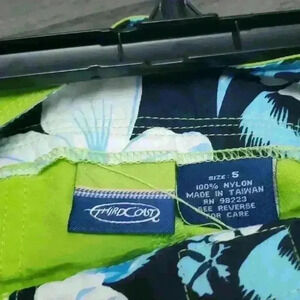 THIRD COAST
SIZE: S
100% NYLON
MADE IN TAIWAN
RN 98223
SEE REVERSE
FOR CARE